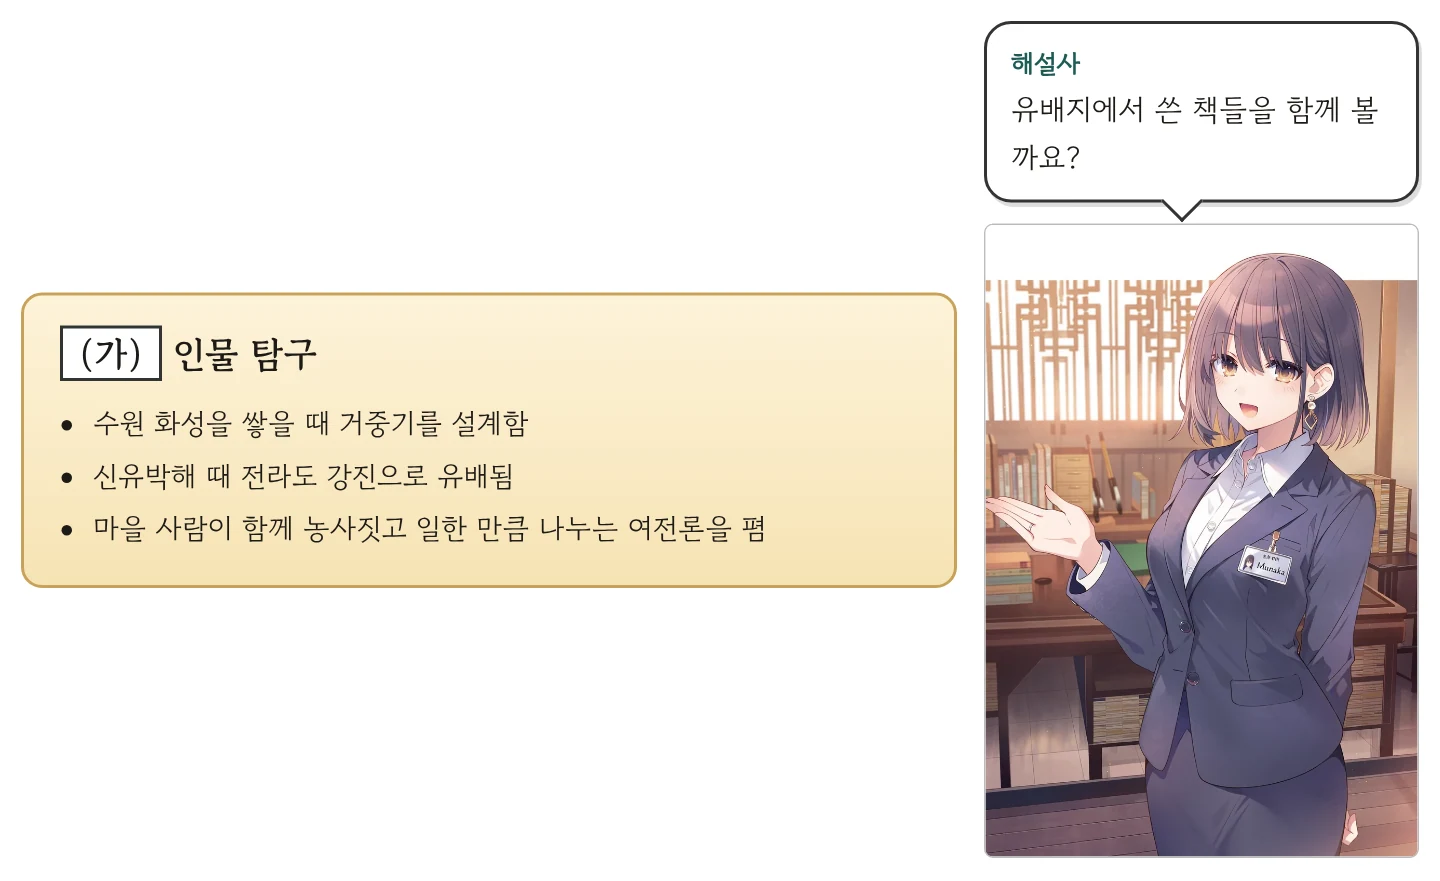 해설사
유배지에서 쓴 책들을 함께 볼
까요?
(가) 인물 탐구
• 수원 화성을 쌓을 때 거중기를 설계함
• 신유박해 때 전라도 강진으로 유배됨
• 마을 사람이 함께 농사짓고 일한 만큼 나누는 여전론을 폄
Munaka